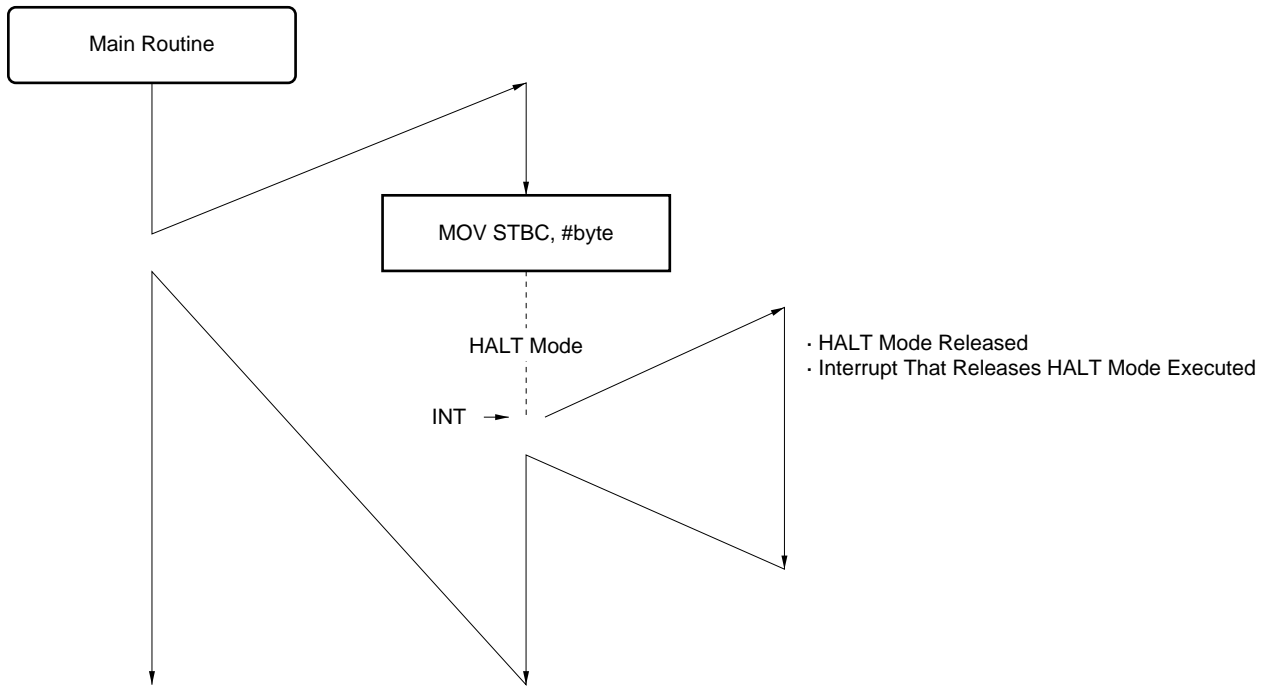 Main Routine
MOV STBC, #byte
HALT Mode
· HALT Mode Released
· Interrupt That Releases HALT Mode Executed
INT